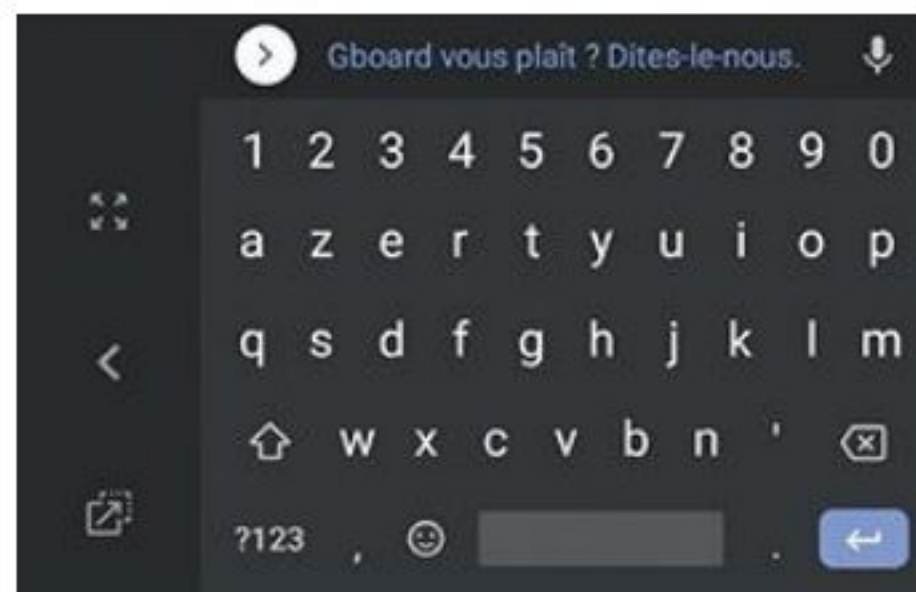 Gboard vous plaît ? Dites-le-nous.
1 2 3 4 5 6 7 8 9 0
a z e r t y u i o p
q s d f g h j k l m
w x c v b n '
?123 , .